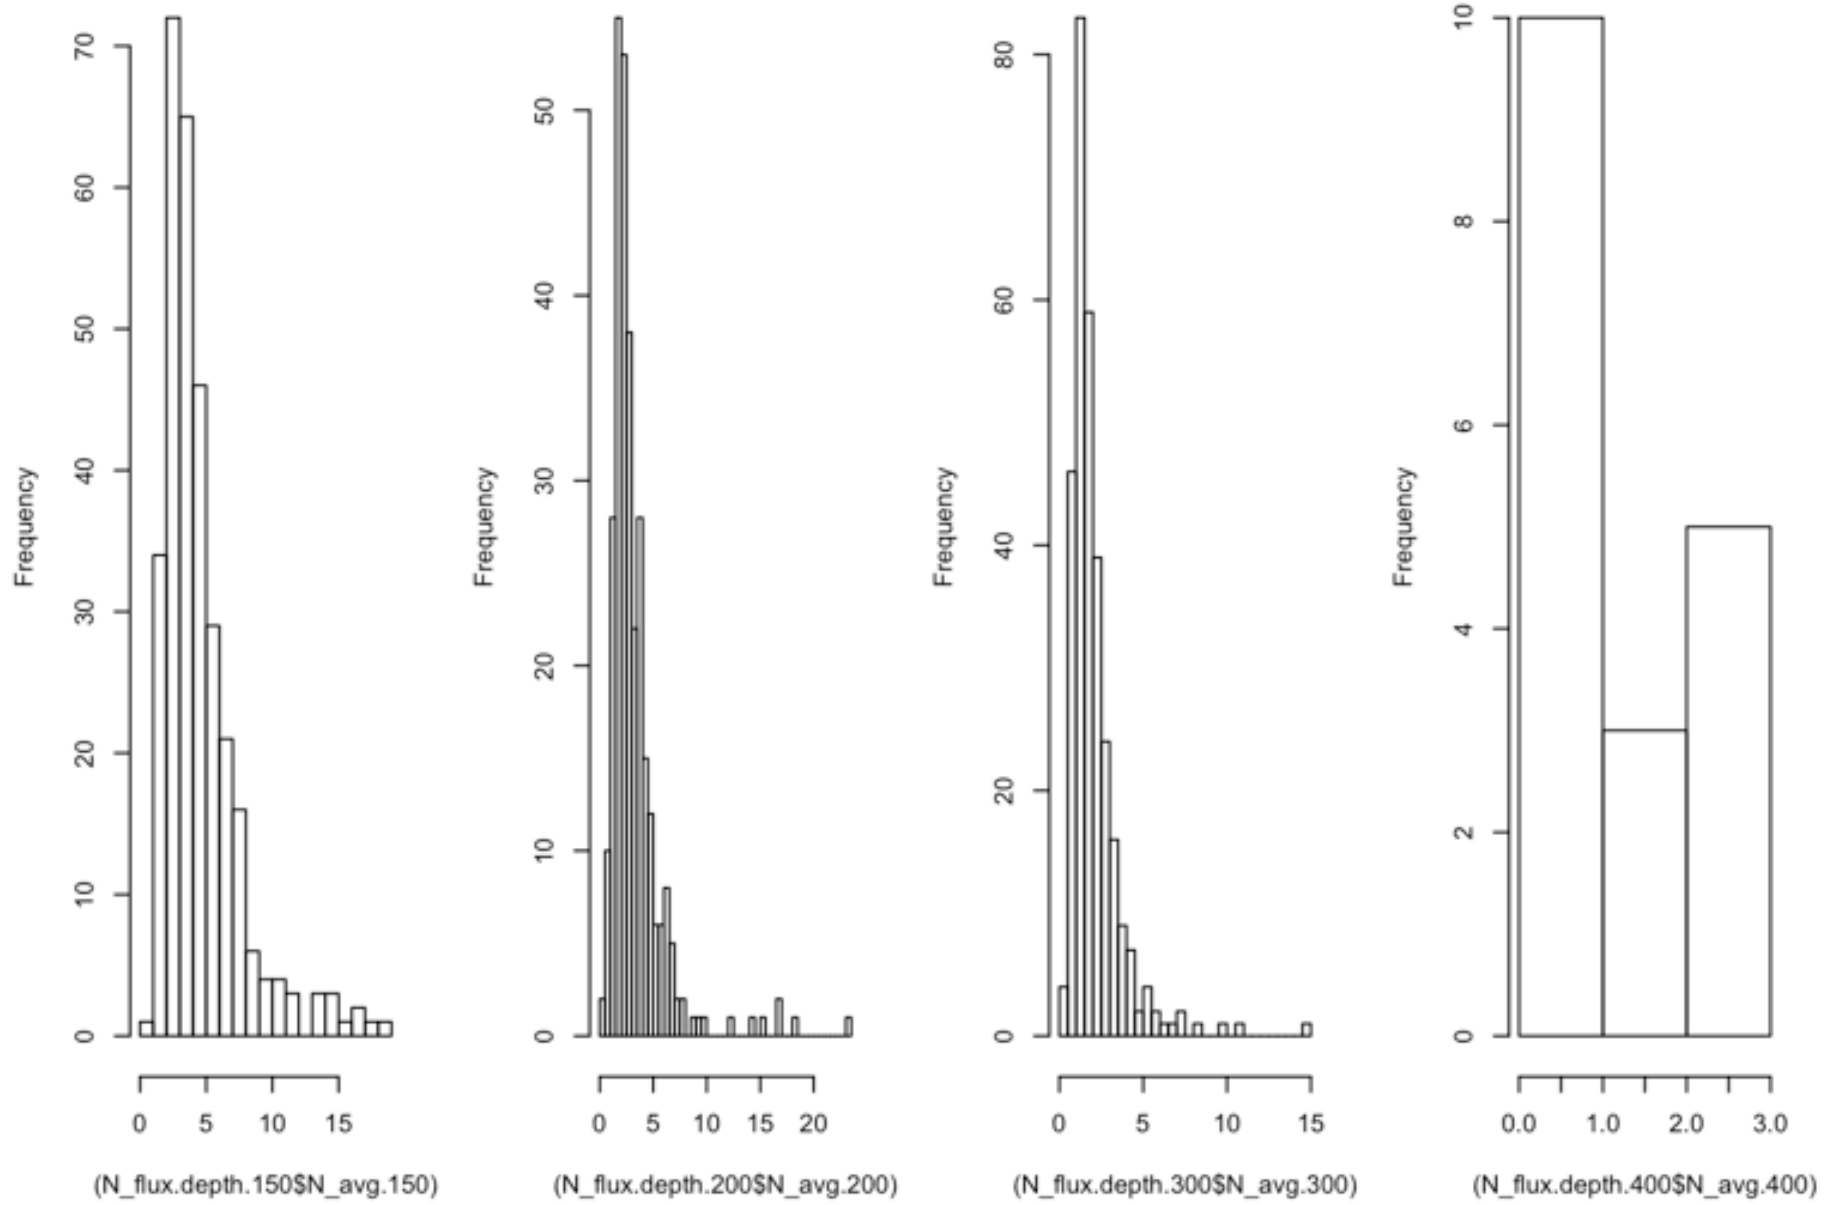 Frequency
70
60
50
40
30
20
10
0
0 5 10 15
(N_flux.depth.150$N_avg.150)
Frequency
50
40
30
20
10
0
0 5 10 15 20
(N_flux.depth.200$N_avg.200)
Frequency
80
60
40
20
0
0 5 10 15
(N_flux.depth.300$N_avg.300)
Frequency
10
8
6
4
2
0
0.0 1.0 2.0 3.0
(N_flux.depth.400$N_avg.400)